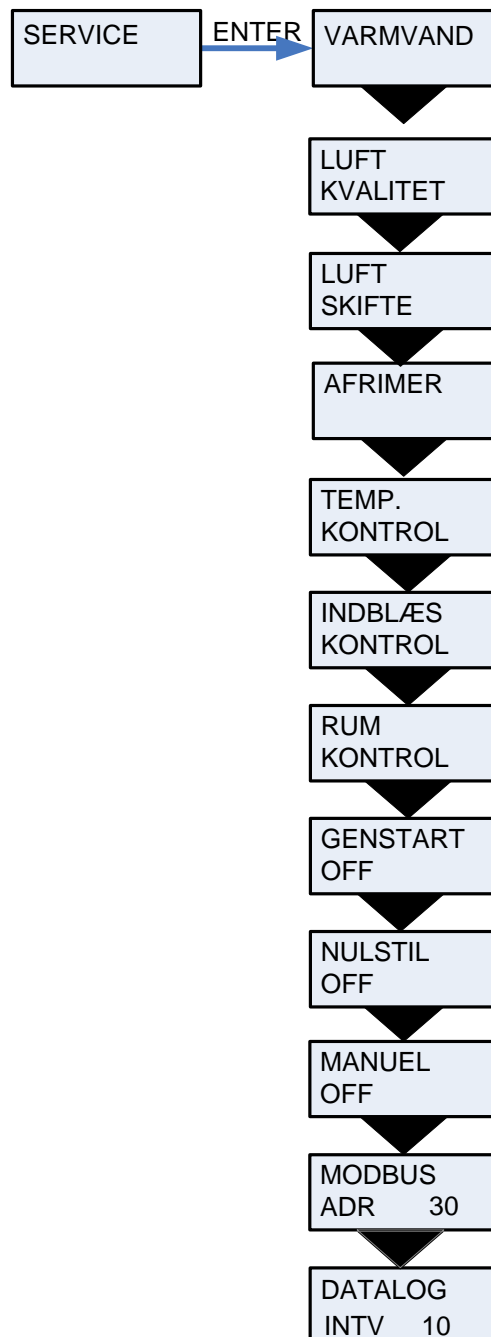 SERVICE
ENTER
VARMVAND
LUFT
KVALITET
LUFT
SKIFTE
AFRIMER
TEMP.
KONTROL
INDBLÆS
KONTROL
RUM
KONTROL
GENSTART
OFF
NULSTIL
OFF
MANUEL
OFF
MODBUS
ADR 30
DATALOG
INTV 10